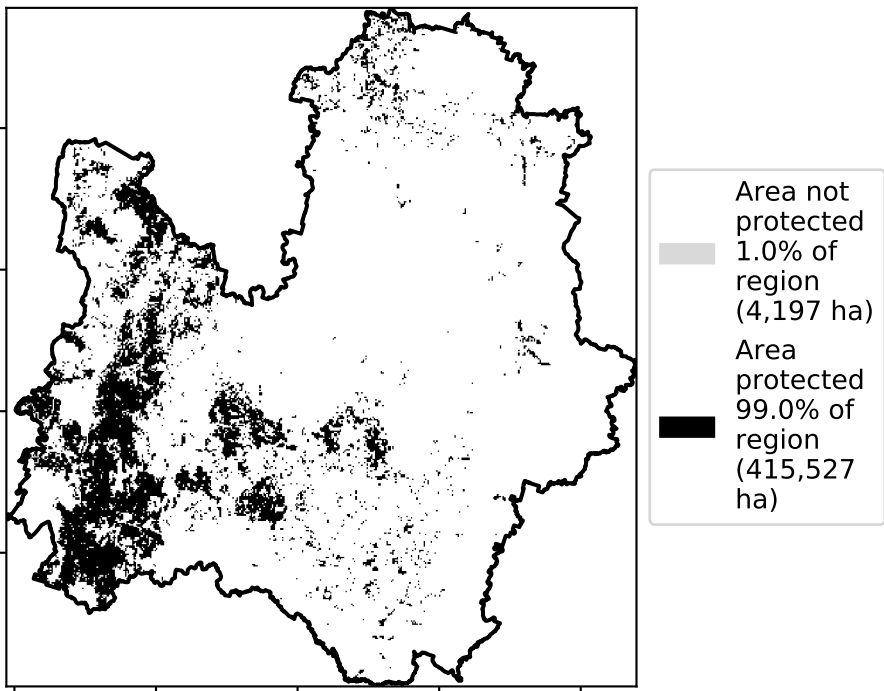 Area not
protected
1.0% of
region
(4,197 ha)
Area
protected
99.0% of
region
(415,527
ha)